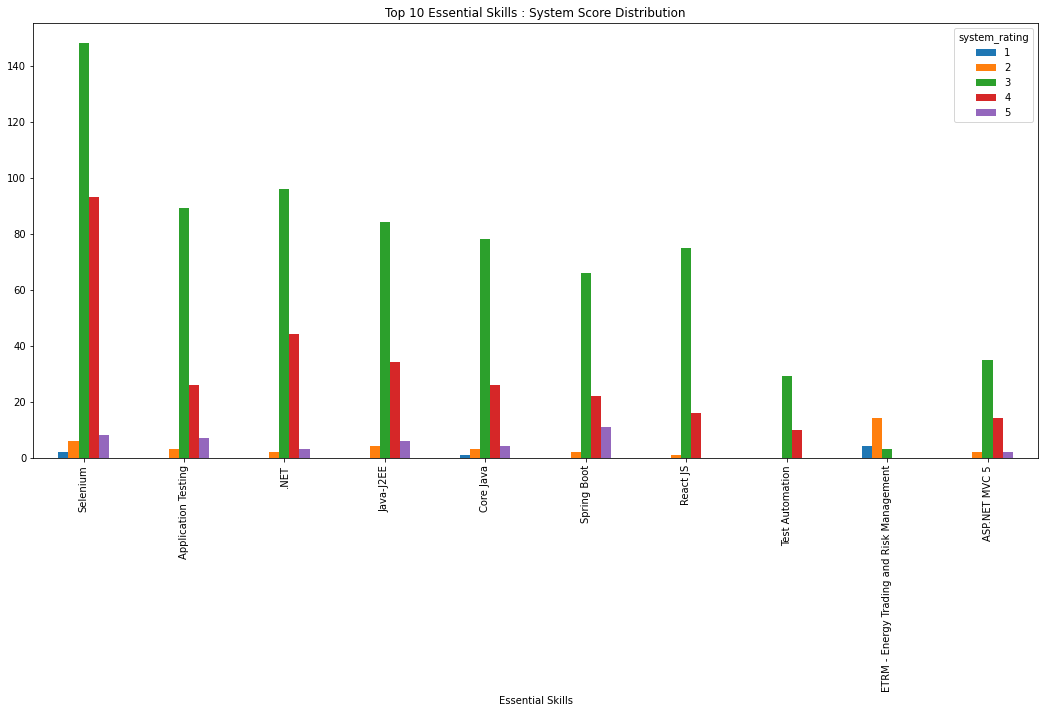 Top 10 Essential Skills : System Score Distribution
system_rating
1
2
3
4
5
140
120
100
80
60
40
20
0
Selenium
Application Testing
.NET
Java-J2EE
Core Java
Spring Boot
React JS
Test Automation
ETRM - Energy Trading and Risk Management
ASP.NET MVC 5
Essential Skills